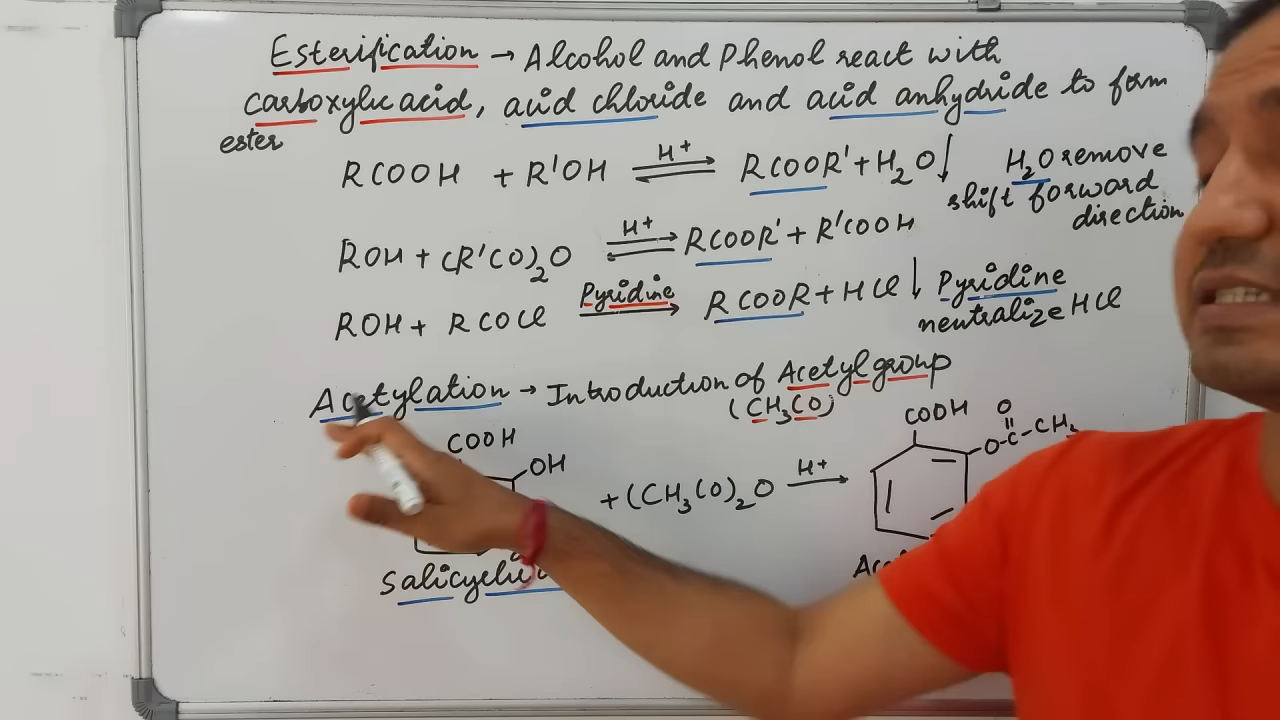 Esterification → Alcohol and Phenol react with
carboxylic acid, acid chloride and acid anhydride to form
ester
RCOOH + R'OH ⇌ H+ RCOOR' + H2O↓ H2O remove
shift forward
direction
ROH + (R'CO)2O ⇌ H+ RCOOR' + R'COOH
ROH + RCOCl Pyridine → RCOOR + HCl ↓ Pyridine
neutralize HCl
Acetylation → Introduction of Acetyl group
(CH3CO)
COOH
OH
+ (CH3CO)2O H+ →
COOH
O
O-C-CH3